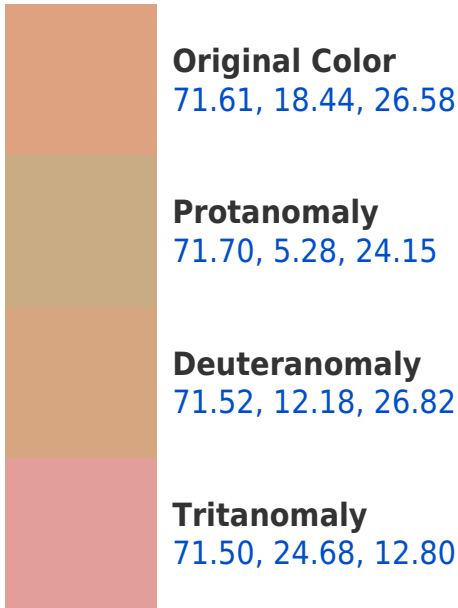 Original Color
71.61, 18.44, 26.58
Protanomaly
71.70, 5.28, 24.15
Deuteranomaly
71.52, 12.18, 26.82
Tritanomaly
71.50, 24.68, 12.80